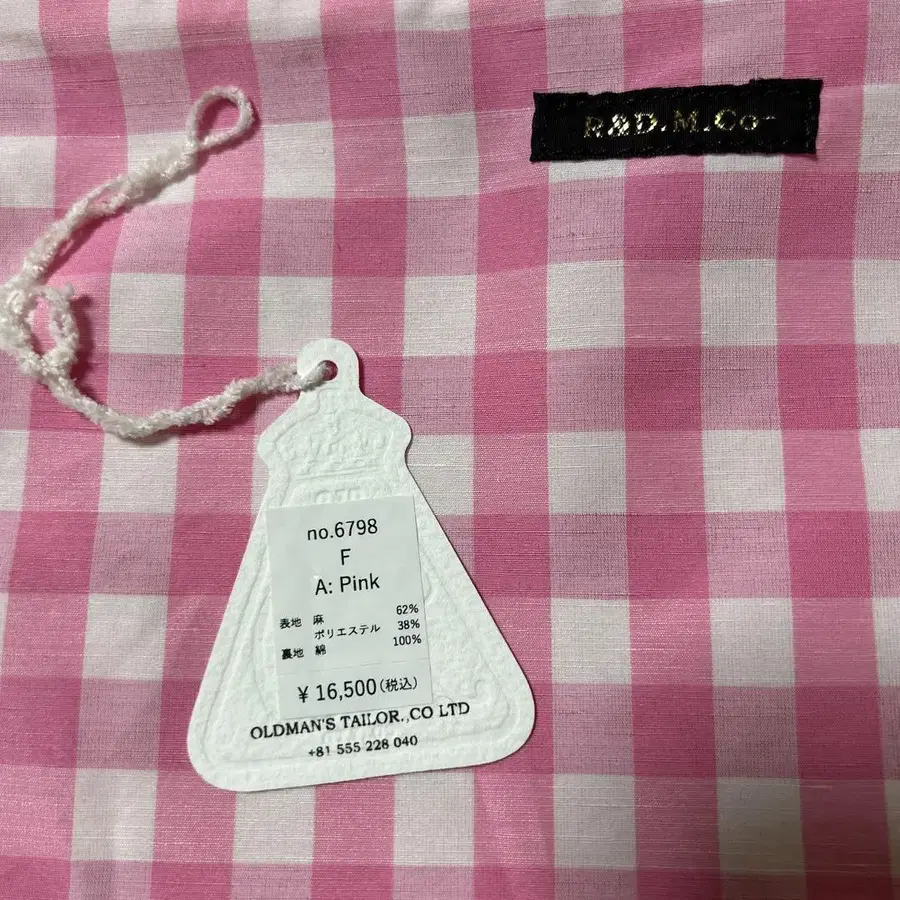 R&D.M.Co-
no.6798
F
A: Pink
表地 麻 62%
ポリエステル 38%
裏地 綿 100%
¥ 16,500(税込)
OLDMAN'S TAILOR.,CO LTD
+81 555 228 040